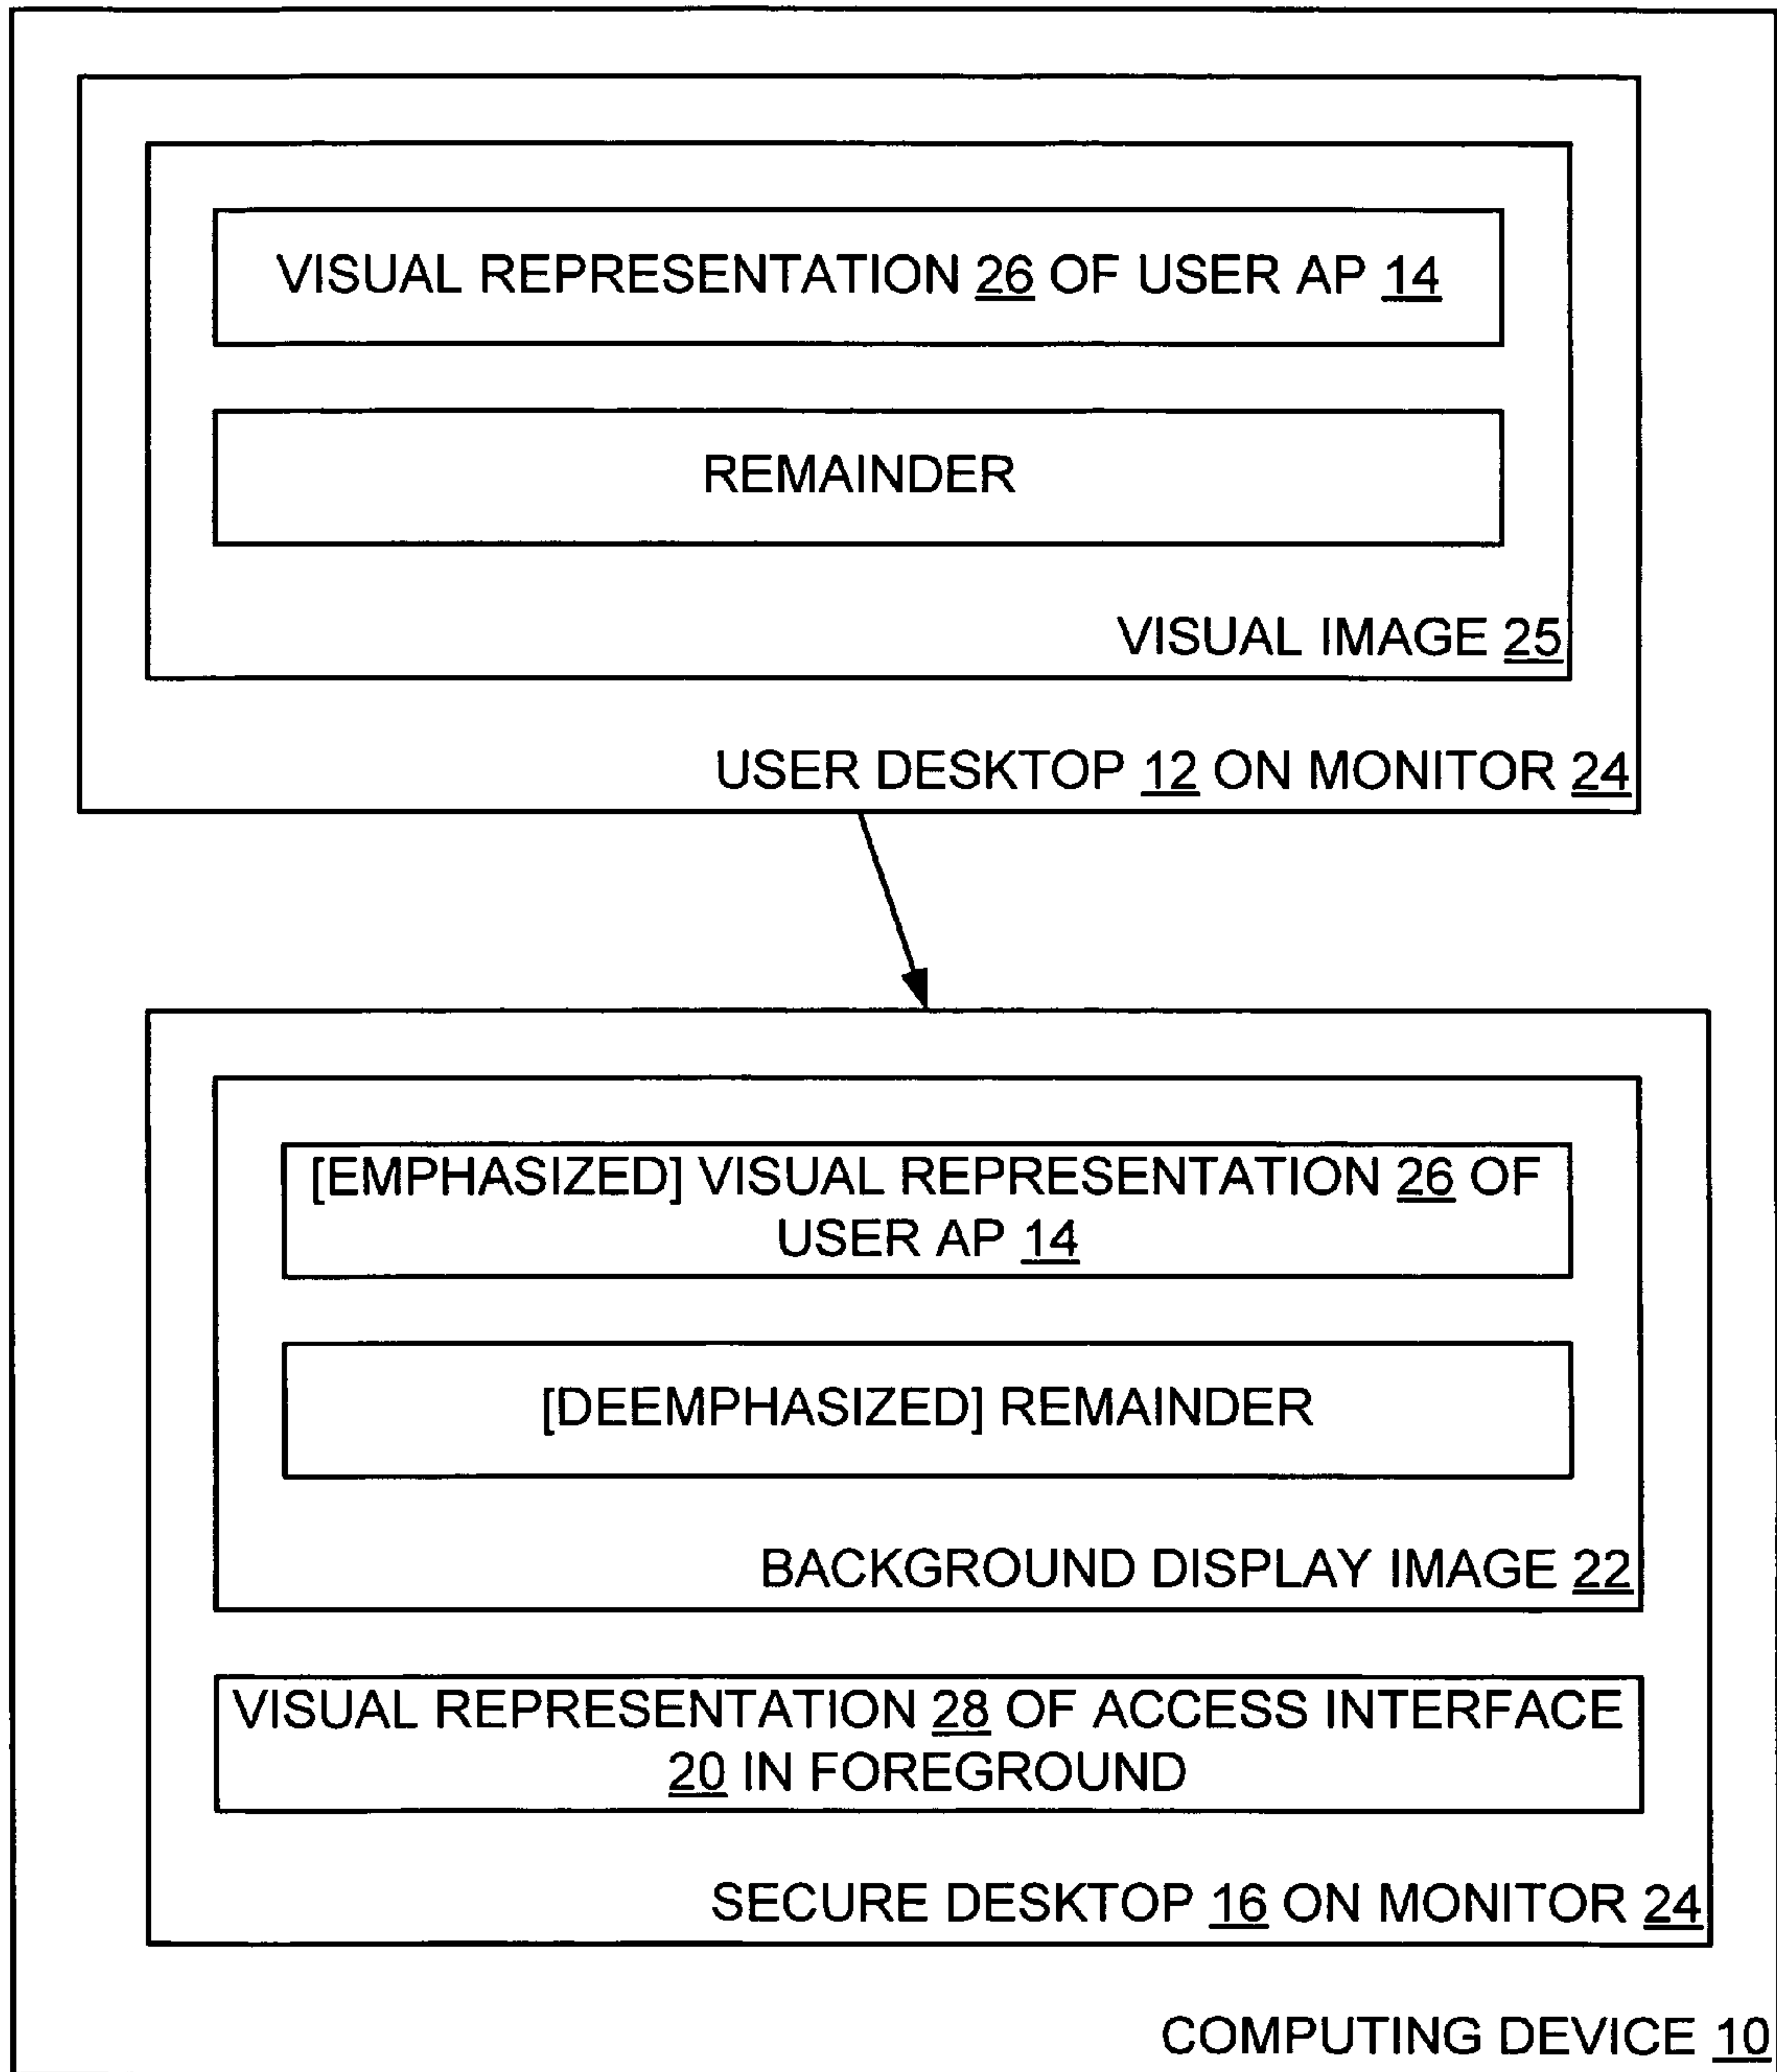 VISUAL REPRESENTATION 26 OF USER AP 14
REMAINDER
VISUAL IMAGE 25
USER DESKTOP 12 ON MONITOR 24
[EMPHASIZED] VISUAL REPRESENTATION 26 OF
USER AP 14
[DEEMPHASIZED] REMAINDER
BACKGROUND DISPLAY IMAGE 22
VISUAL REPRESENTATION 28 OF ACCESS INTERFACE
20 IN FOREGROUND
SECURE DESKTOP 16 ON MONITOR 24
COMPUTING DEVICE 10